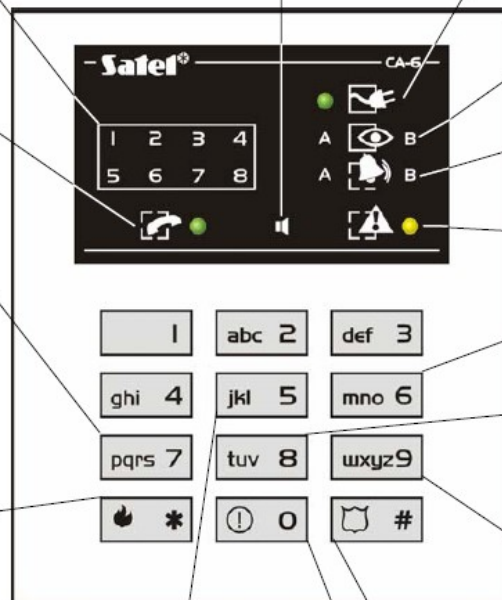 Satel® CA-6
1 2 3 4 A B
5 6 7 8 A B
1 abc 2 def 3
ghi 4 jkl 5 mno 6
pqrs 7 tuv 8 wxyz9
* 0 #